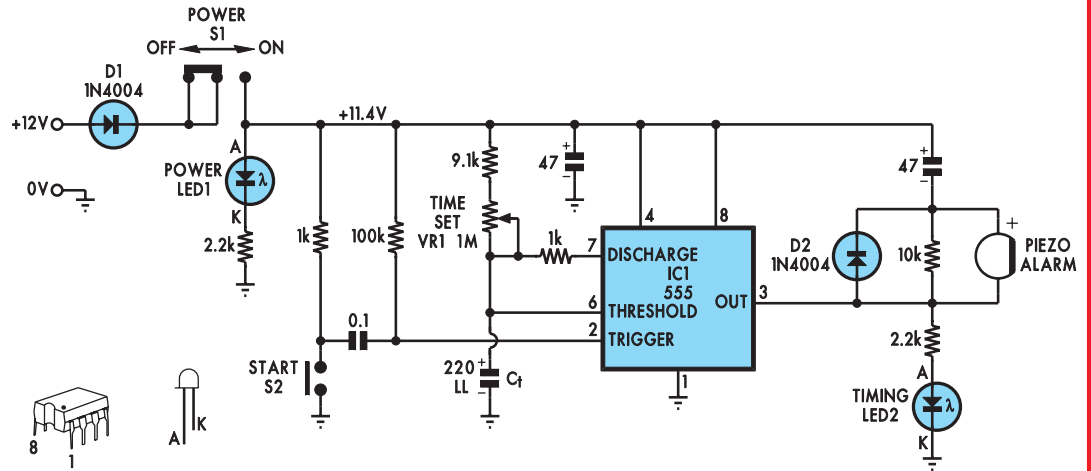 POWER
S1
OFF ON
D1
1N4004
+12V
+11.4V
0V
A
POWER
LED1
λ
K
2.2k
1k
100k
9.1k
TIME
SET
VR1 1M
1k
47
+
−
4
8
7
DISCHARGE
IC1
555
6
THRESHOLD
OUT
3
2
TRIGGER
1
0.1
START
S2
220
LL
+
−
Ct
47
+
−
D2
1N4004
10k
+
PIEZO
ALARM
2.2k
A
TIMING
LED2
λ
K
8
1
A
K